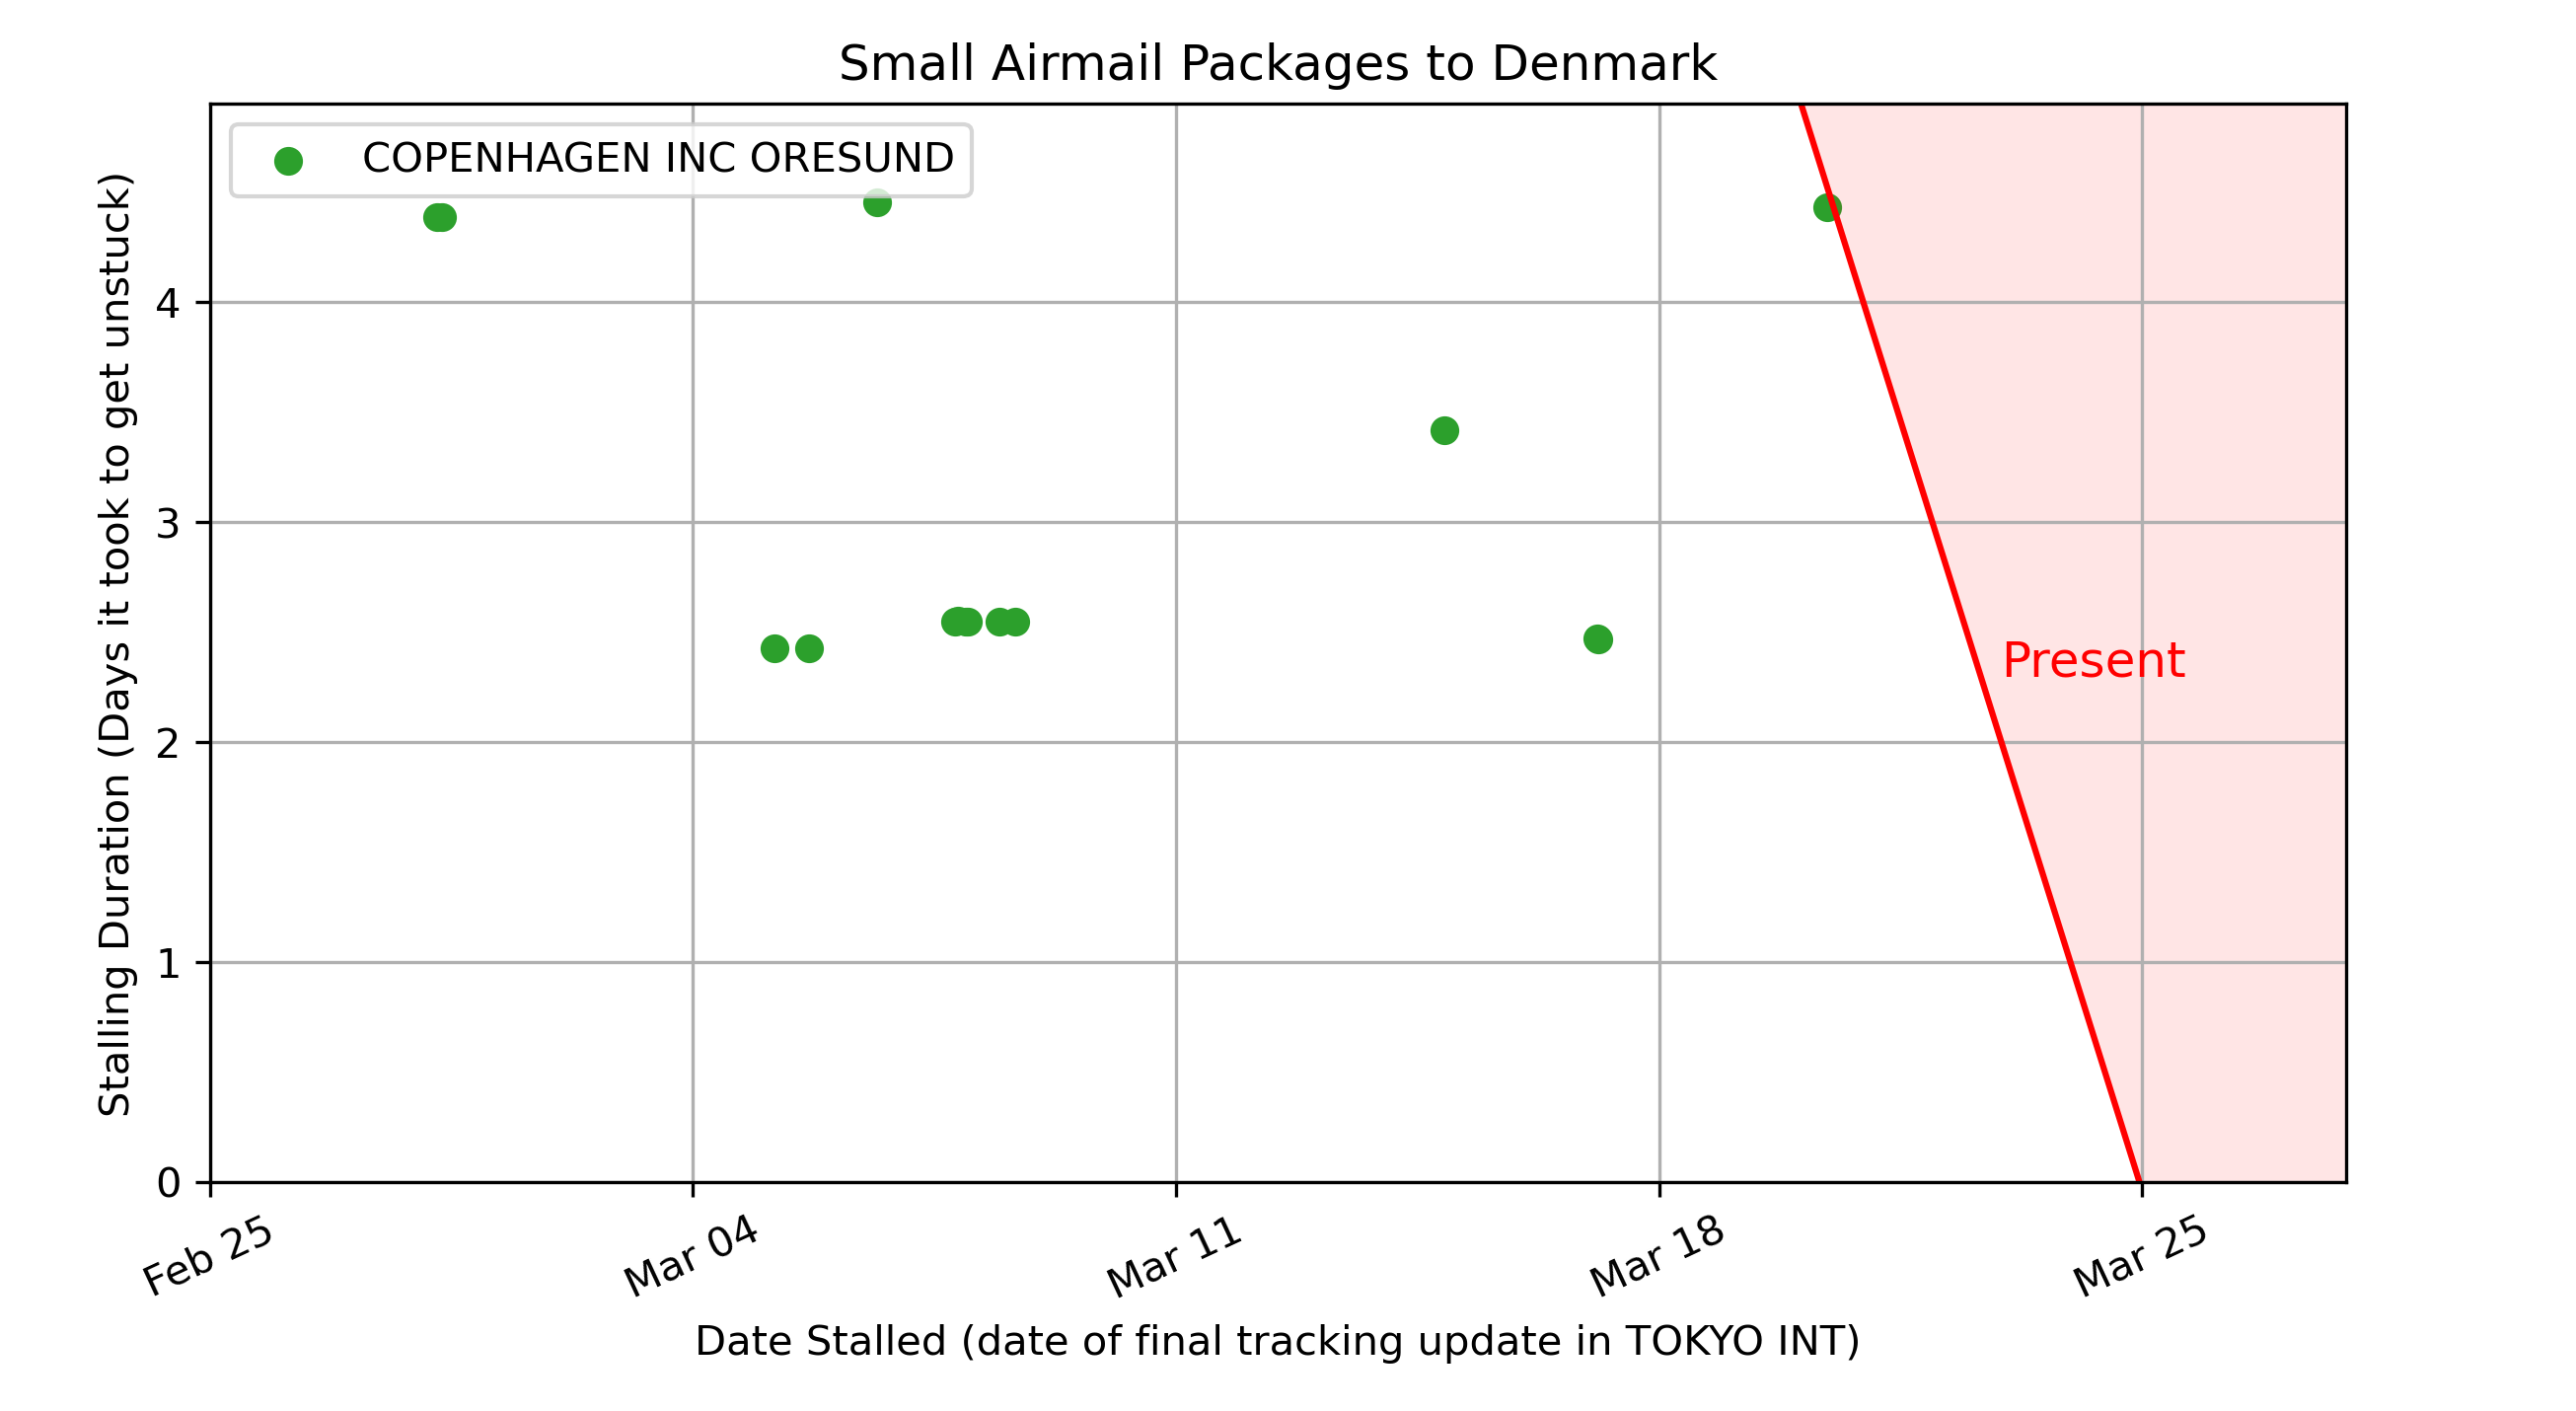 Small Airmail Packages to Denmark
COPENHAGEN INC ORESUND
Stalling Duration (Days it took to get unstuck)
4
3
2
1
0
Present
Feb 25
Mar 04
Mar 11
Mar 18
Mar 25
Date Stalled (date of final tracking update in TOKYO INT)